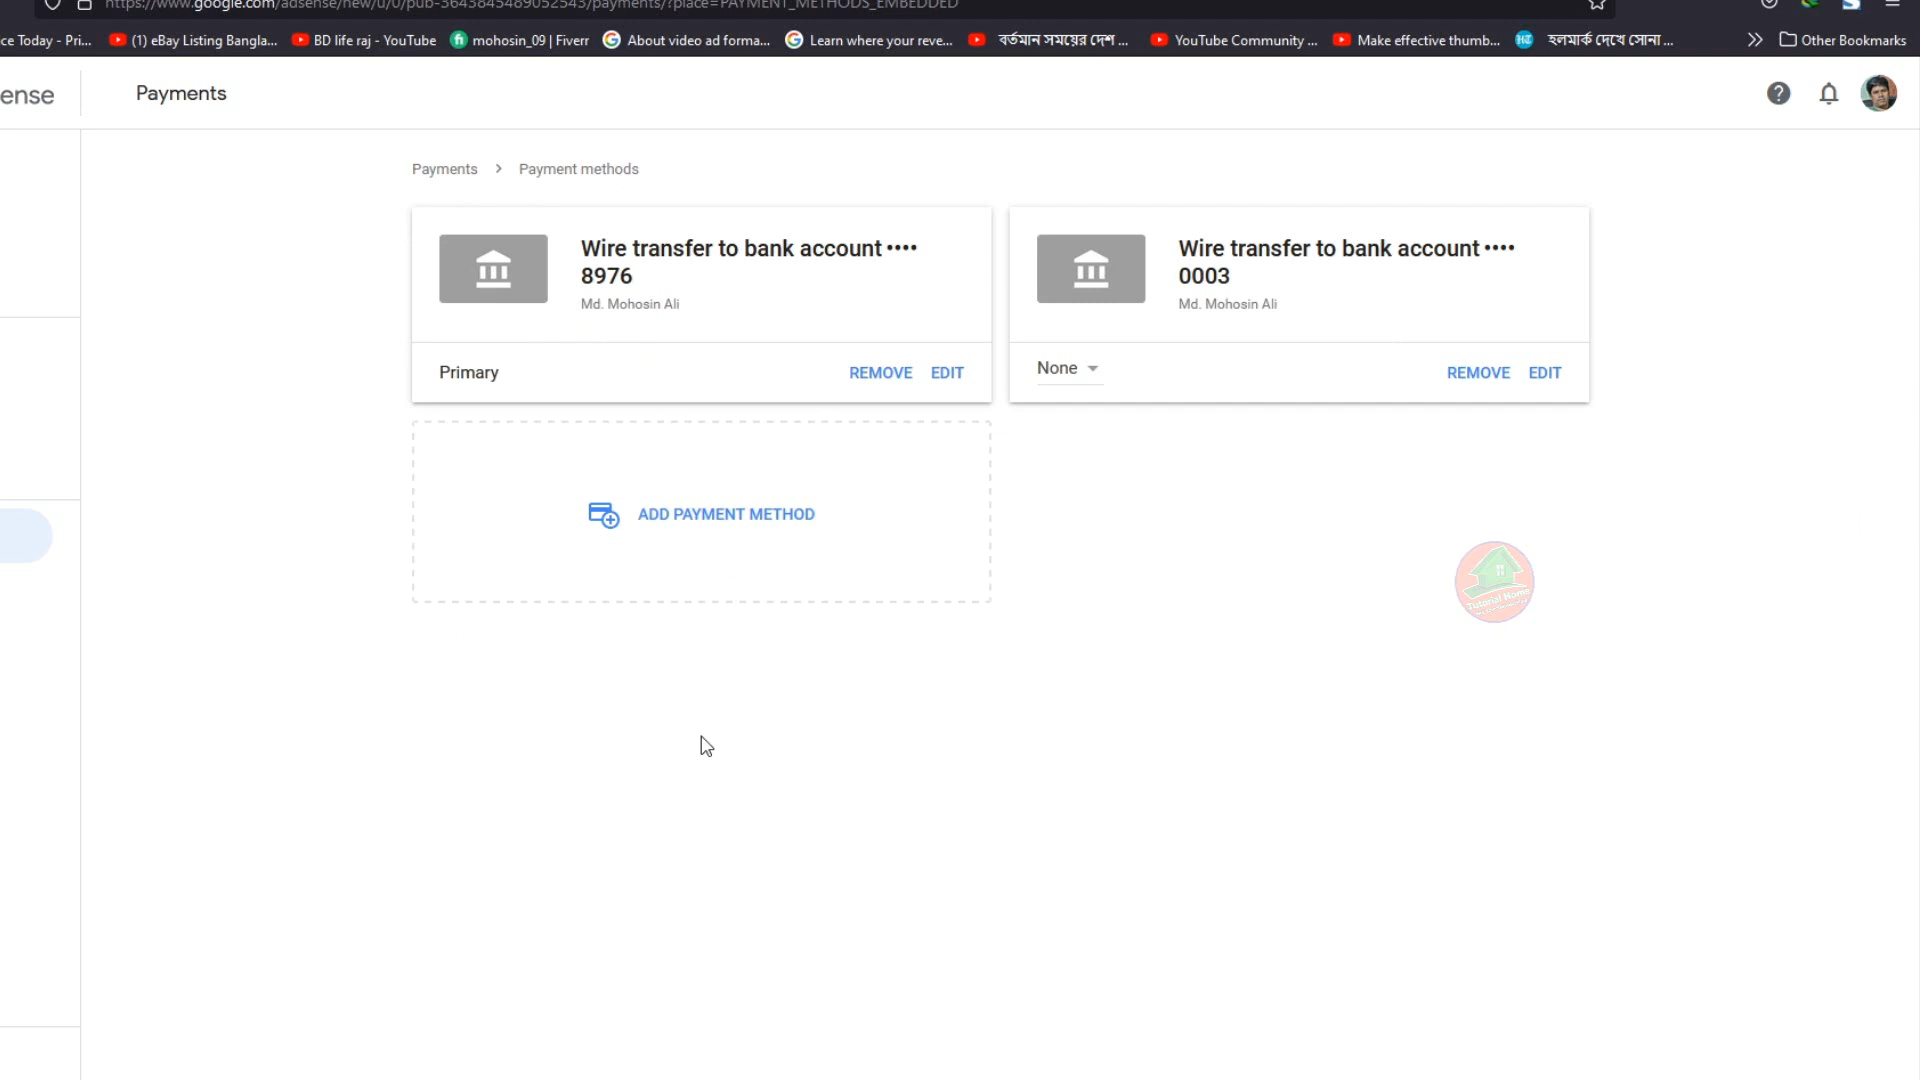 https://www.google.com/adsense/new/u/0/pub-3643845489052543/payments/?place=PAYMENT_METHODS_EMBEDDED
ce Today - Pri... (1) eBay Listing Bangla... BD life raj - YouTube mohosin_09 | Fiverr About video ad forma... Learn where your reve... বর্তমান সময়ের দেশ ... YouTube Community ... Make effective thumb... হলমার্ক দেখে সোনা ... Other Bookmarks
ense Payments
Payments > Payment methods
Wire transfer to bank account ••••
8976
Md. Mohosin Ali
Primary REMOVE EDIT
Wire transfer to bank account ••••
0003
Md. Mohosin Ali
None REMOVE EDIT
ADD PAYMENT METHOD
Tutorial Home